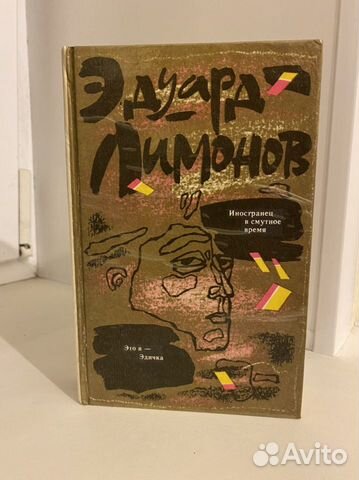 Эдуард
Лимонов
Иностранец
в смутное
время
Это я —
Эдичка
Avito